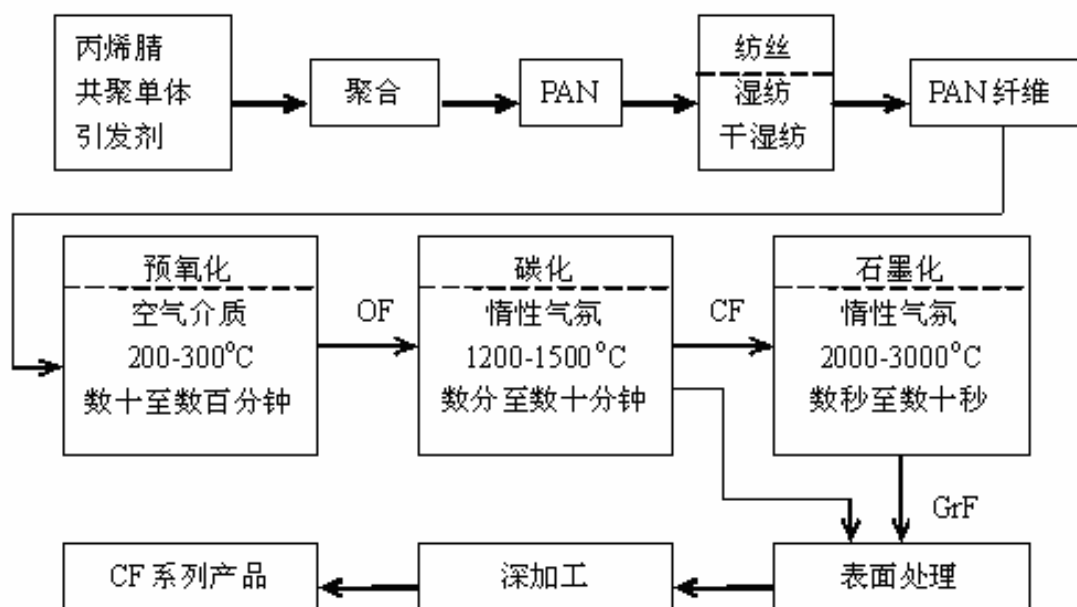 丙烯腈
共聚单体
引发剂
聚合
PAN
纺丝
湿纺
干湿纺
PAN 纤维
预氧化
空气介质
200-300°C
数十至数百分钟
OF
碳化
惰性气氛
1200-1500°C
数分至数十分钟
CF
石墨化
惰性气氛
2000-3000°C
数秒至数十秒
GrF
表面处理
深加工
CF 系列产品